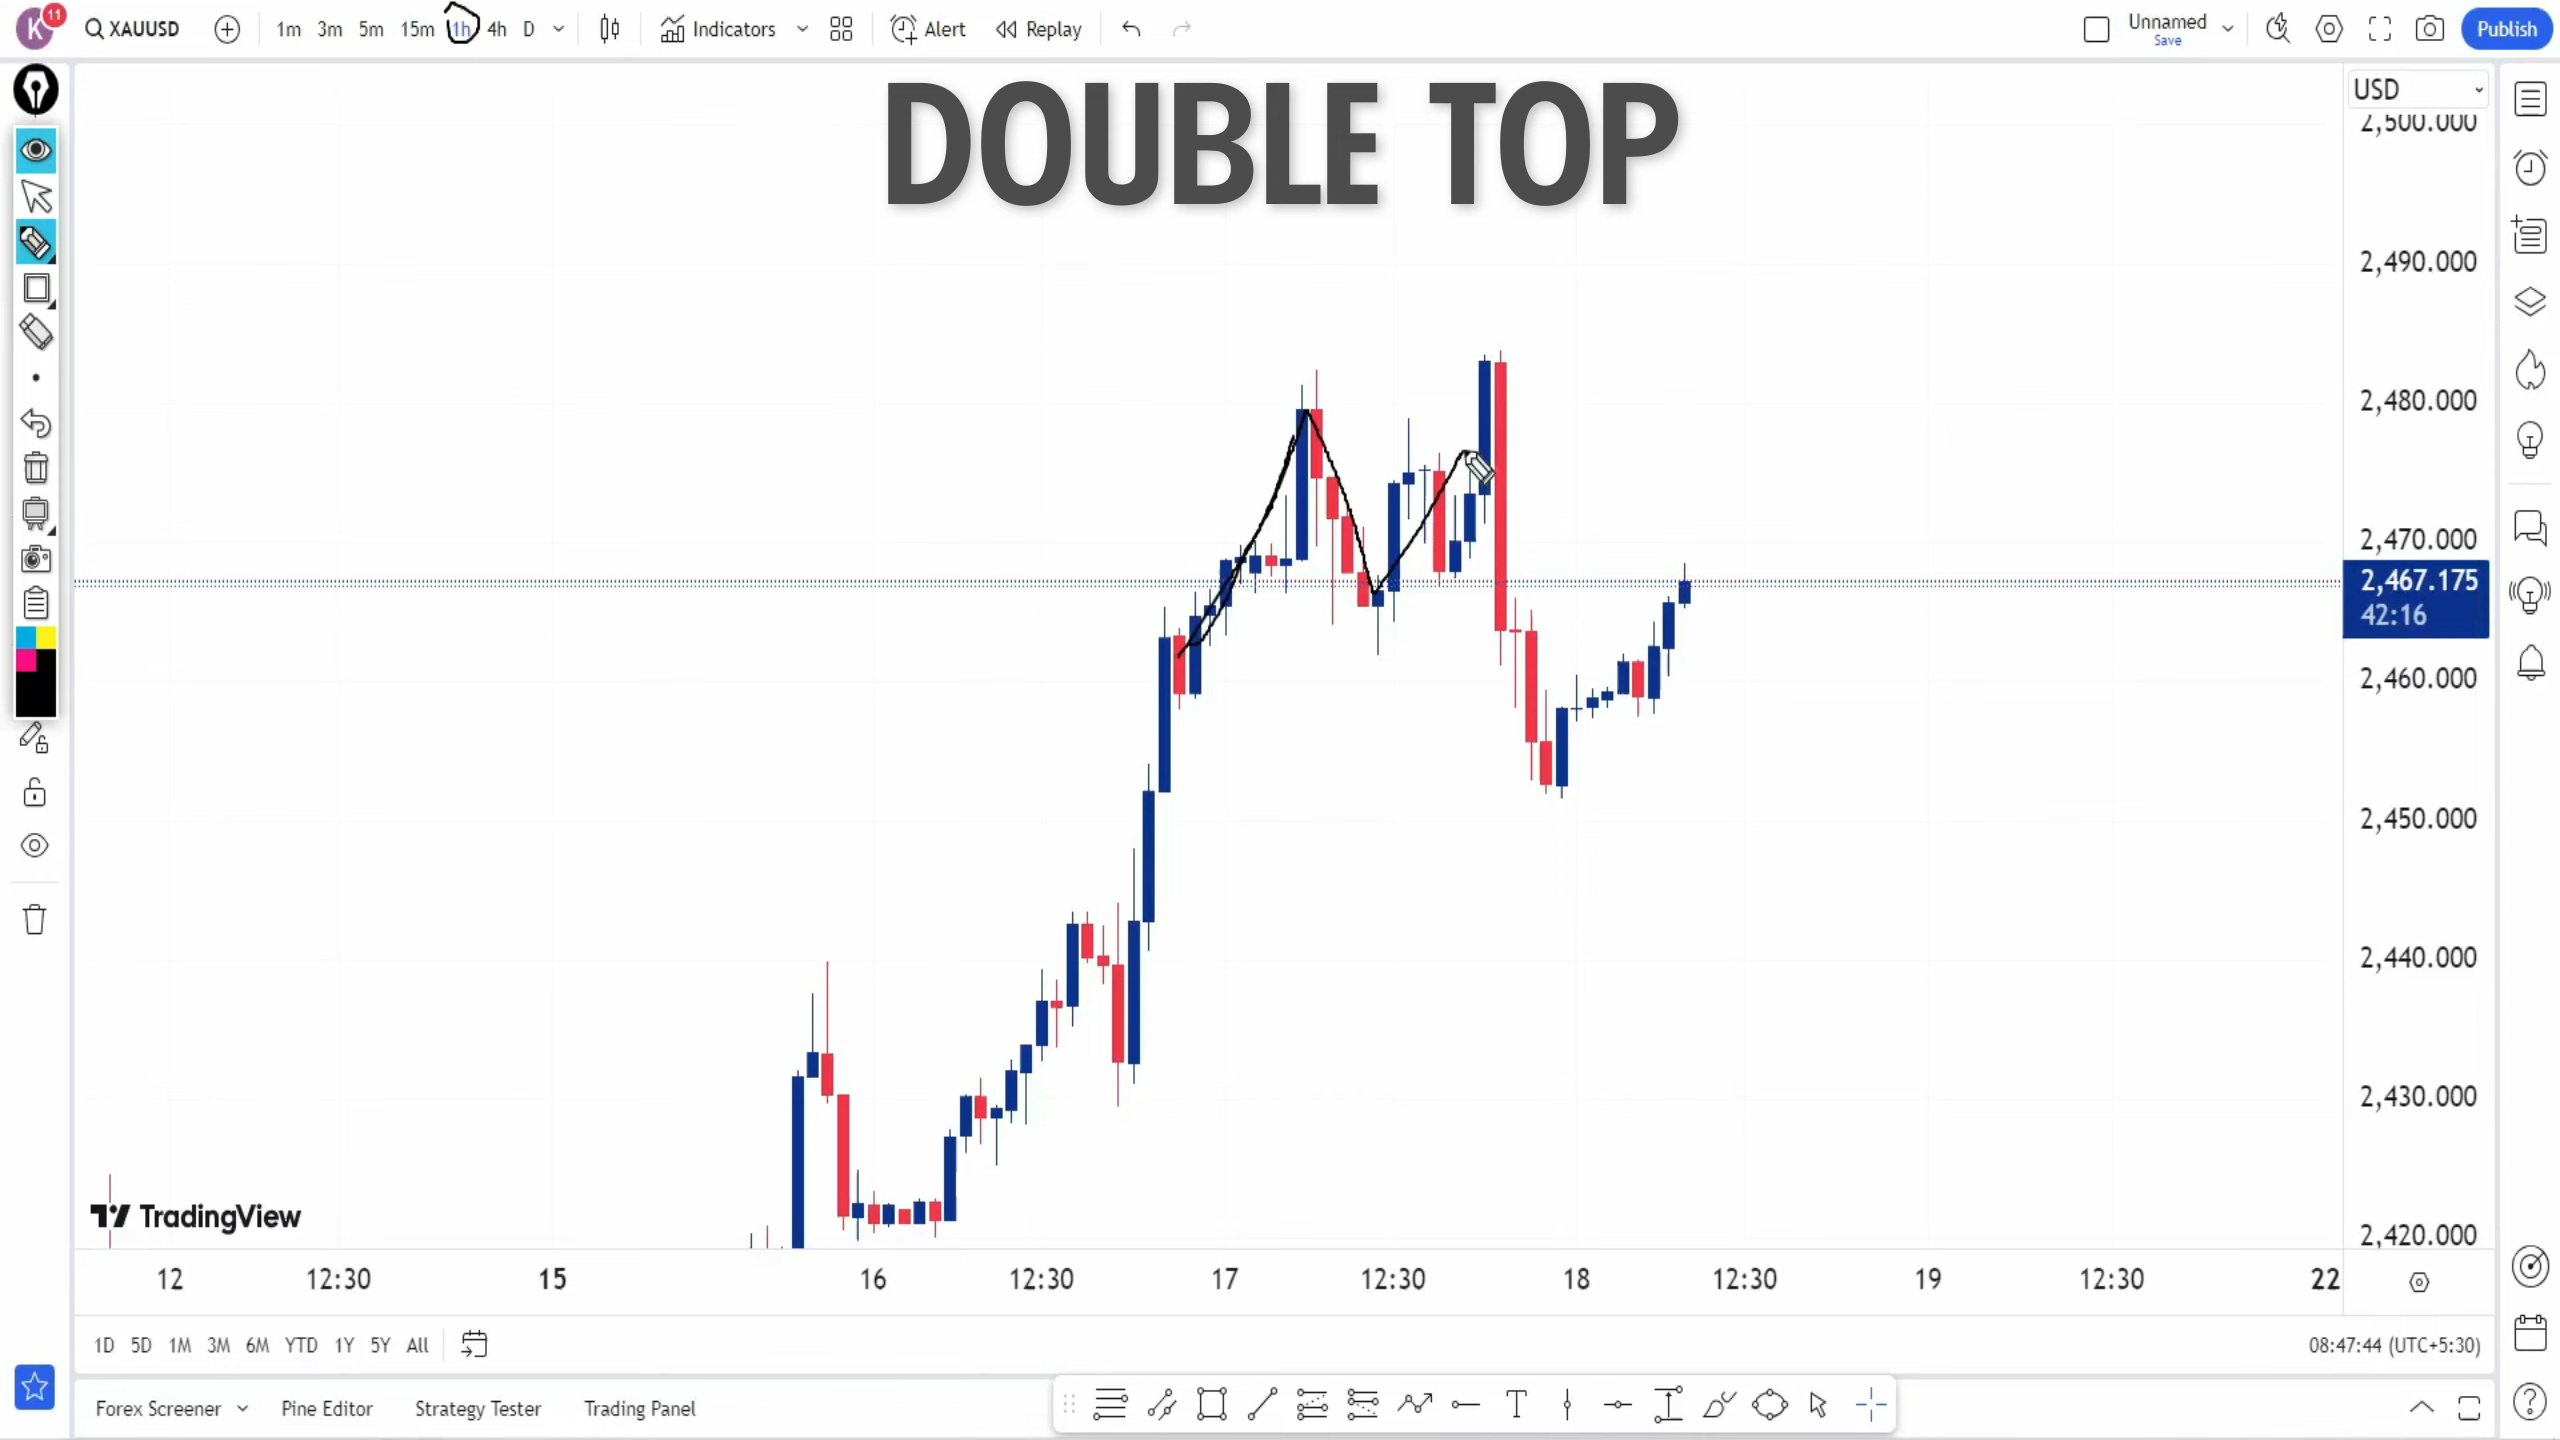 K 11 XAUUSD 1m 3m 5m 15m 1h 4h D Indicators Alert Replay Unnamed Save Publish
DOUBLE TOP
USD
2,500.000
2,490.000
2,480.000
2,470.000
2,467.175
42:16
2,460.000
2,450.000
2,440.000
2,430.000
2,420.000
TradingView
12 12:30 15 16 12:30 17 12:30 18 12:30 19 12:30 22
1D 5D 1M 3M 6M YTD 1Y 5Y All 08:47:44 (UTC+5:30)
Forex Screener Pine Editor Strategy Tester Trading Panel